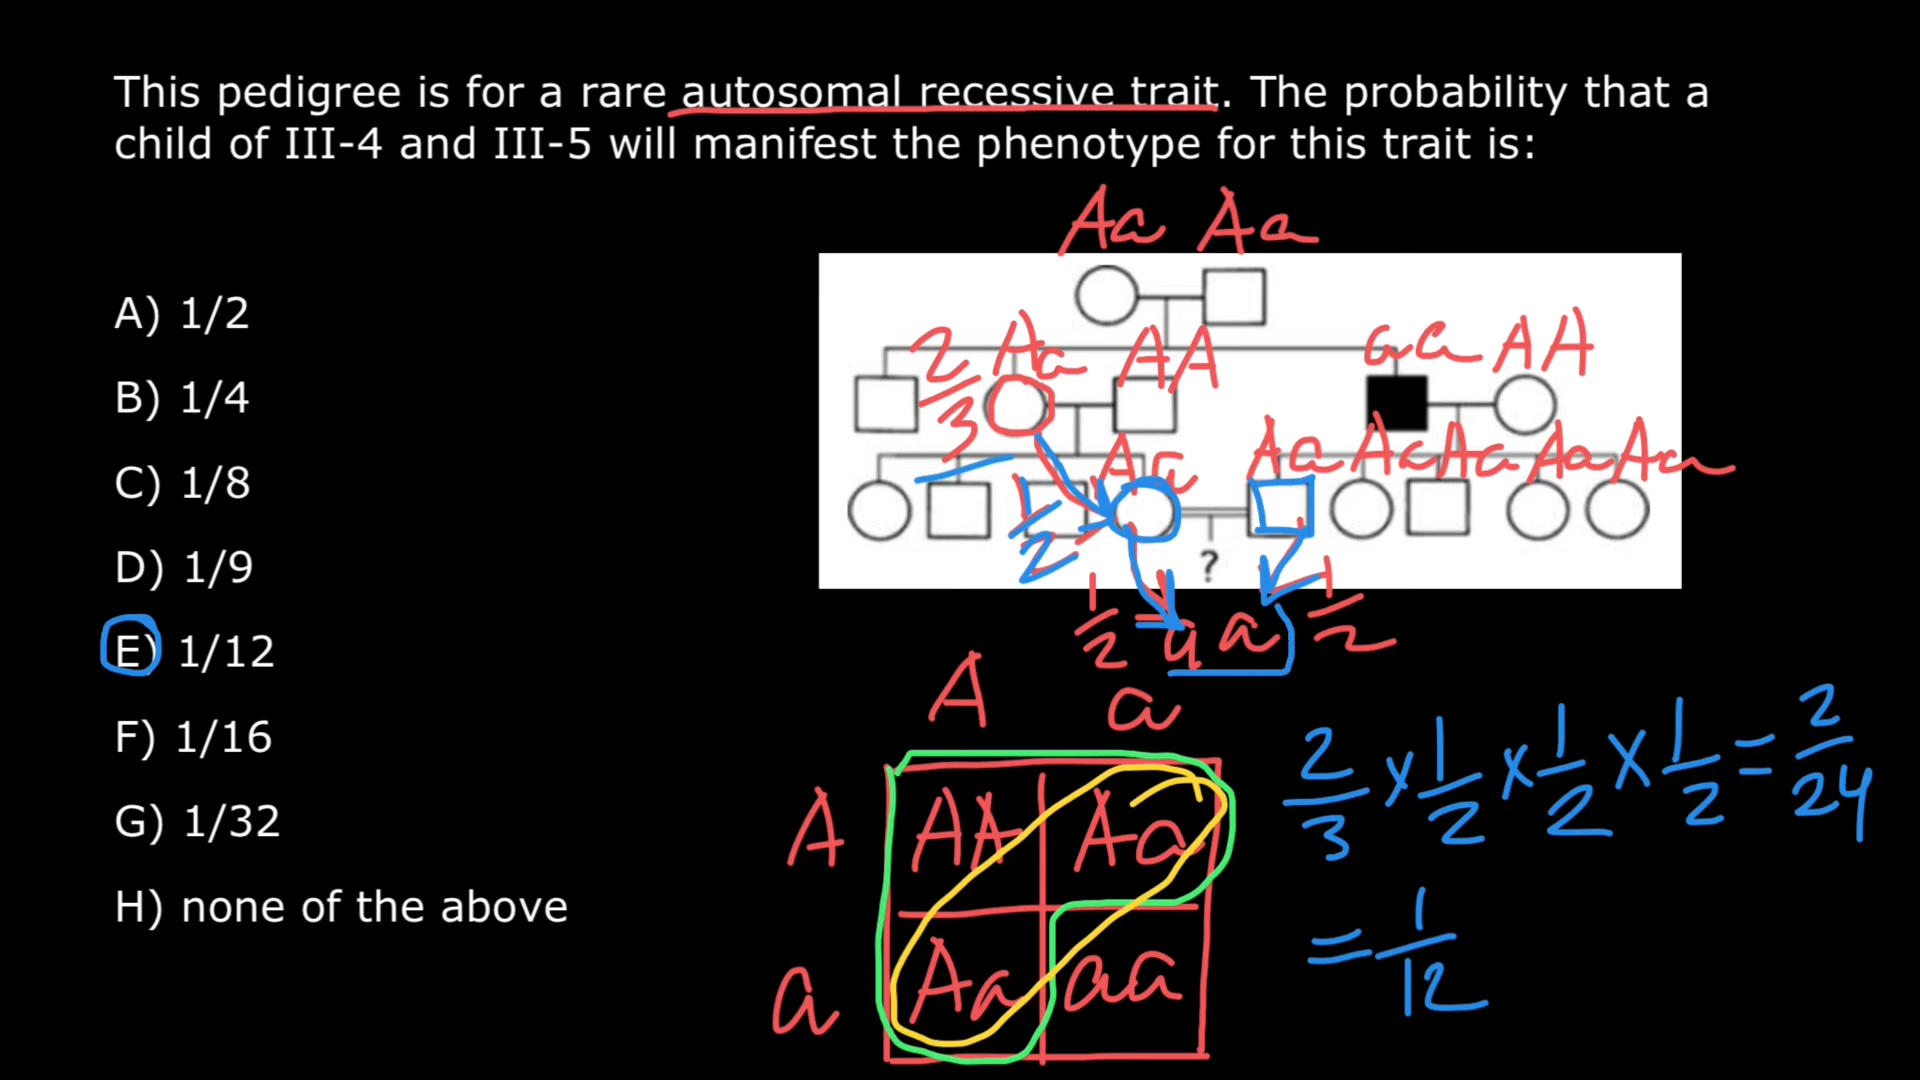 This pedigree is for a rare autosomal recessive trait. The probability that a
child of III-4 and III-5 will manifest the phenotype for this trait is:
Aa Aa
A) 1/2
B) 1/4
C) 1/8
D) 1/9
E) 1/12
F) 1/16
G) 1/32
H) none of the above
2/3 Aa AA aa AA
Aa Aa Aa Aa Aa Aa
1/2
?
1/2 a a 1/2
A a
A AA Aa
a Aa aa
2/3 x 1/2 x 1/2 x 1/2 = 2/24
= 1/12